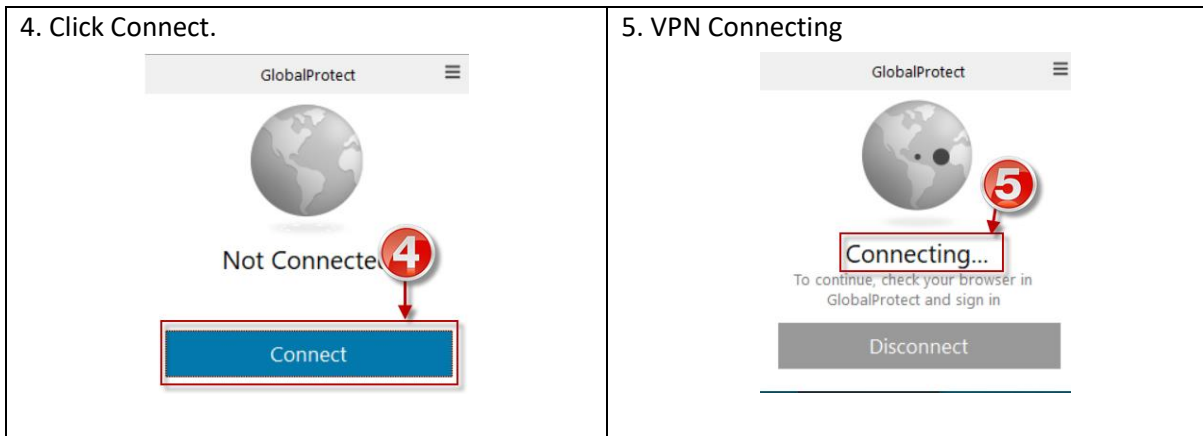 4. Click Connect.
GlobalProtect
Not Connecte
4
Connect
5. VPN Connecting
GlobalProtect
5
Connecting...
To continue, check your browser in
GlobalProtect and sign in
Disconnect